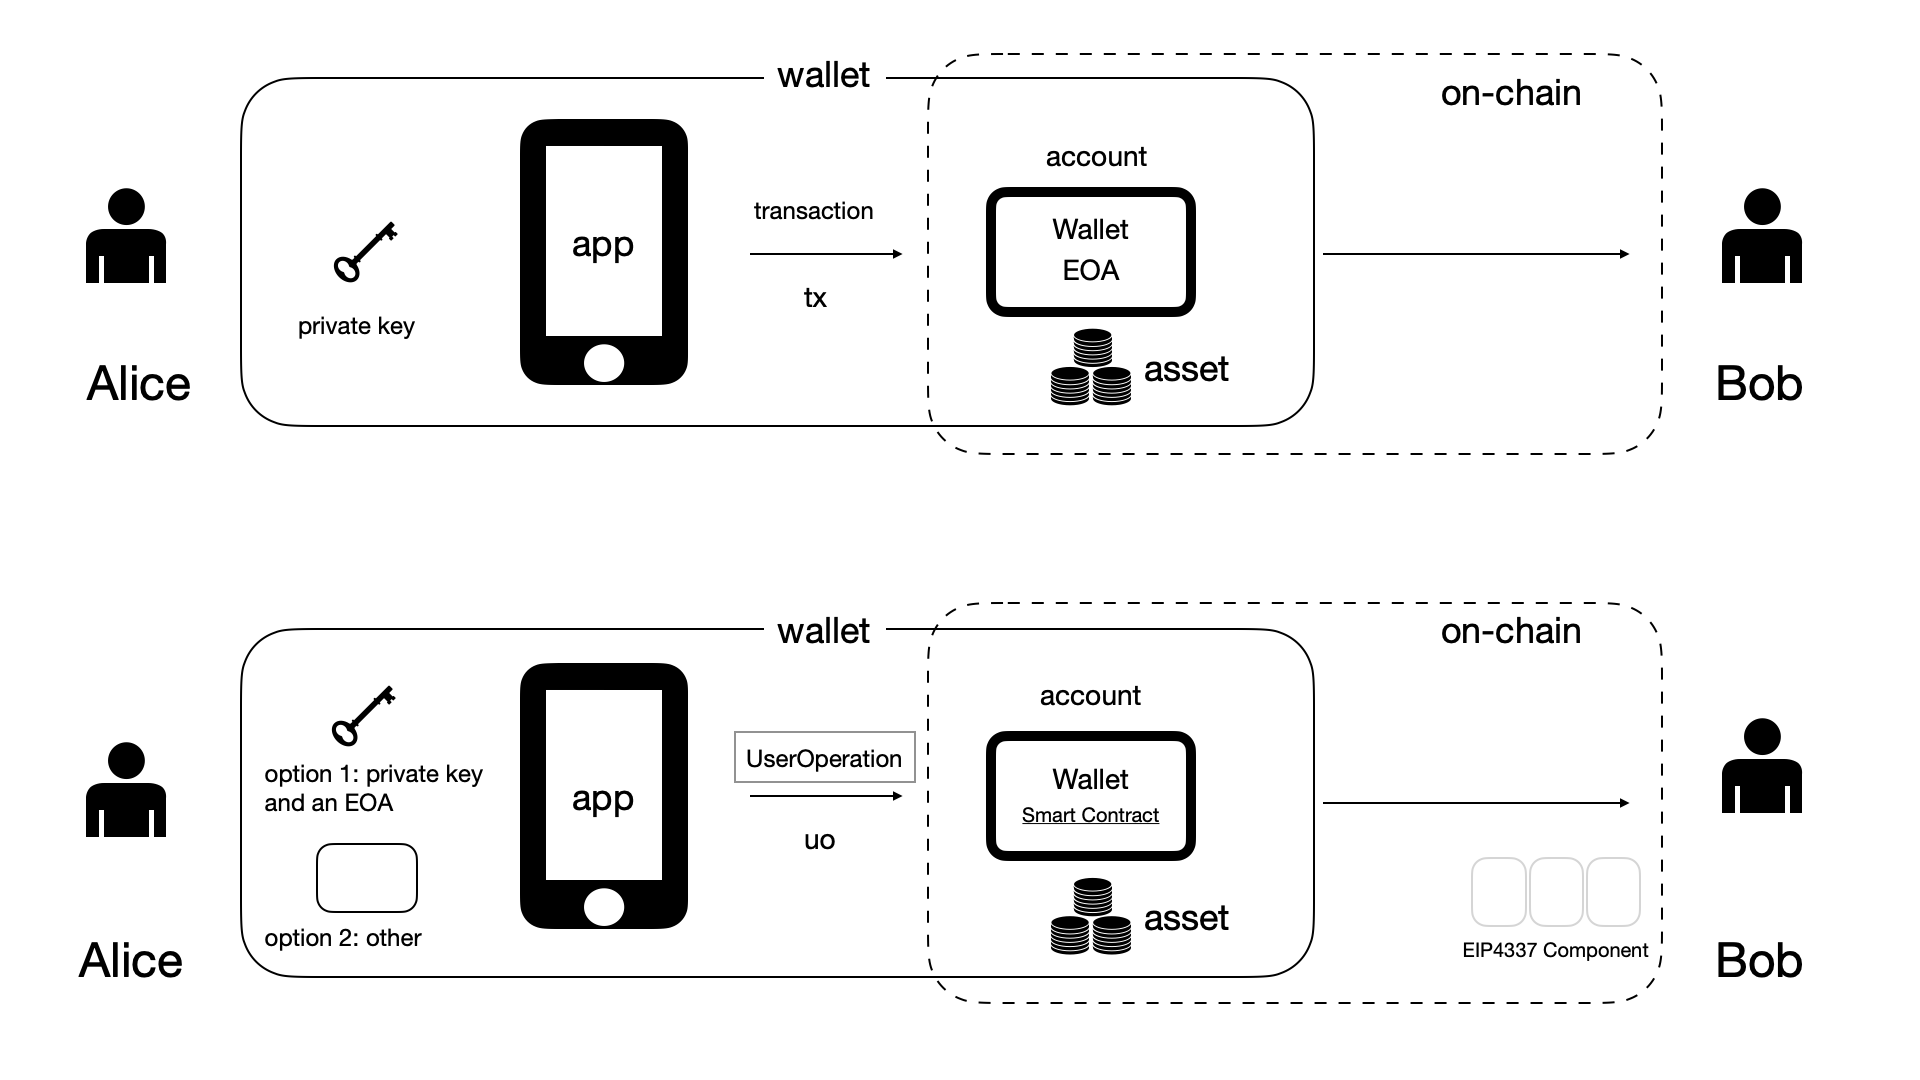 wallet
on-chain
account
transaction
Wallet
EOA
app
tx
private key
asset
Alice
Bob
wallet
on-chain
account
UserOperation
option 1: private key
and an EOA
app
Wallet
Smart Contract
uo
asset
option 2: other
EIP4337 Component
Alice
Bob